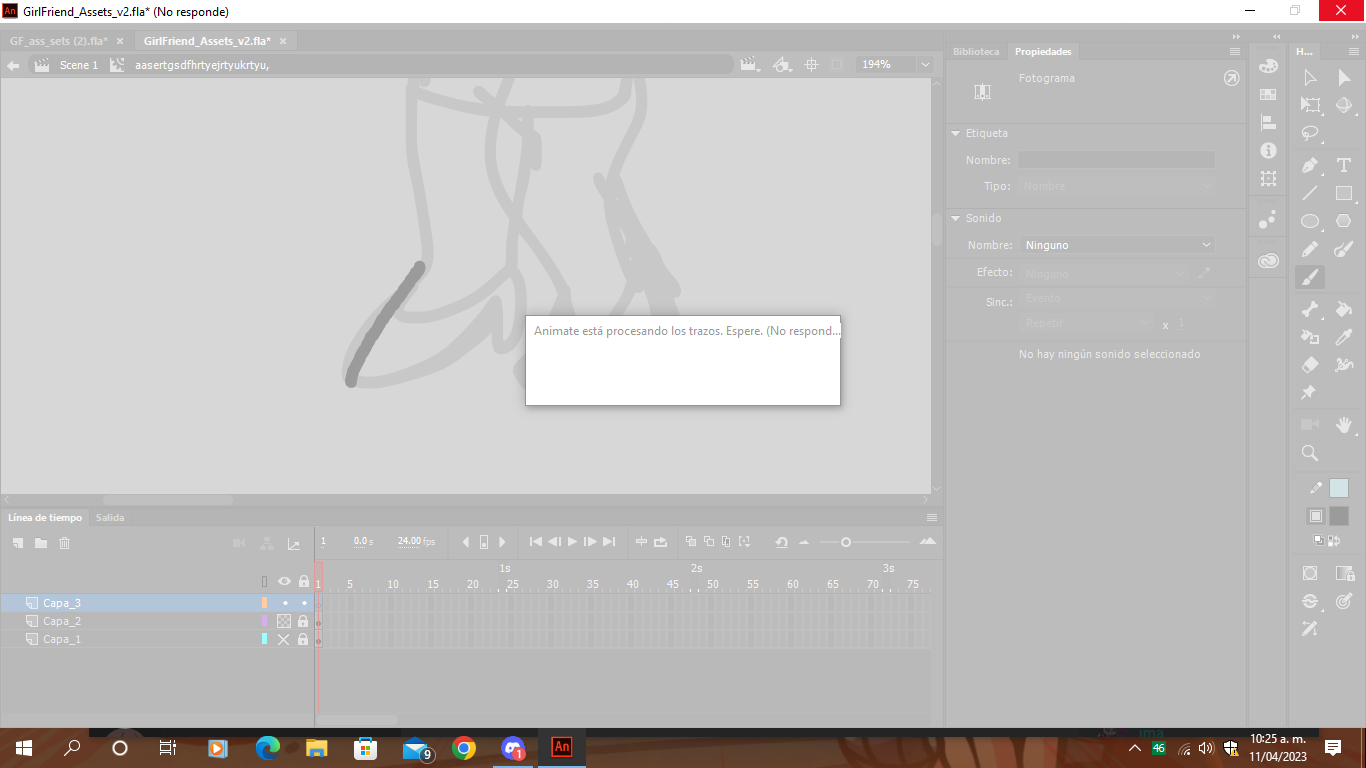 An GirlFriend_Assets_v2.fla* (No responde)
GF_ass_sets (2).fla* × GirlFriend_Assets_v2.fla* ×
Scene 1 aasertgsdfhrtyejrtyukrtyu, 194%
Biblioteca Propiedades H...
Fotograma
Etiqueta
Nombre:
Tipo: Nombre
Sonido
Nombre: Ninguno
Efecto: Ninguno
Sinc.: Evento
Repetir x 1
No hay ningún sonido seleccionado
Animate está procesando los trazos. Espere. (No respond...
Línea de tiempo Salida
1 0.0 s 24.00 fps
1s 2s 3s
1 5 10 15 20 25 30 35 40 45 50 55 60 65 70 75
Capa_3
Capa_2
Capa_1
ima
9 1 An 46 10:25 a. m.
11/04/2023